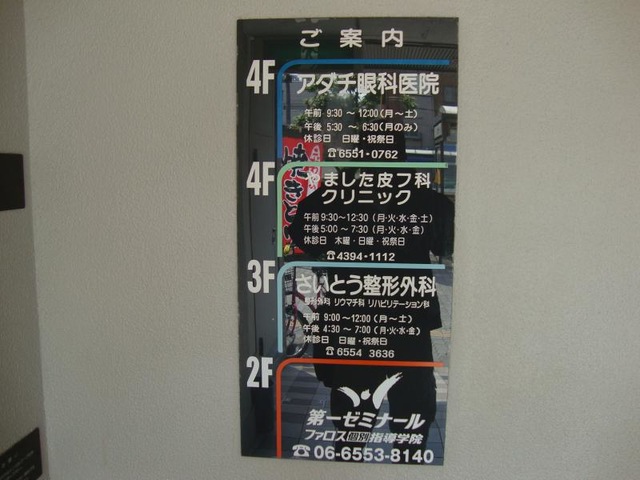 ご案内
4F
アダチ眼科医院
午前 9:30 ～ 12:00(月～土)
午後 5:30 ～ 6:30(月のみ)
休診日 日曜・祝祭日
☎6551・0762
4F
やました皮フ科
クリニック
午前 9:30～12:30 (月・火・水・金・土)
午後 5:00～ 7:30 (月・火・水・金)
休診日 木曜・日曜・祝祭日
☎4394・1112
3F
さいとう整形外科
整形外科 リウマチ科 リハビリテーション科
午前 9:00～12:00(月～土)
午後 4:30～ 7:00(月・火・水・金)
休診日 日曜・祝祭日
☎6554 3636
2F
第一ゼミナール
ファロス個別指導学院
☎06-6553-8140